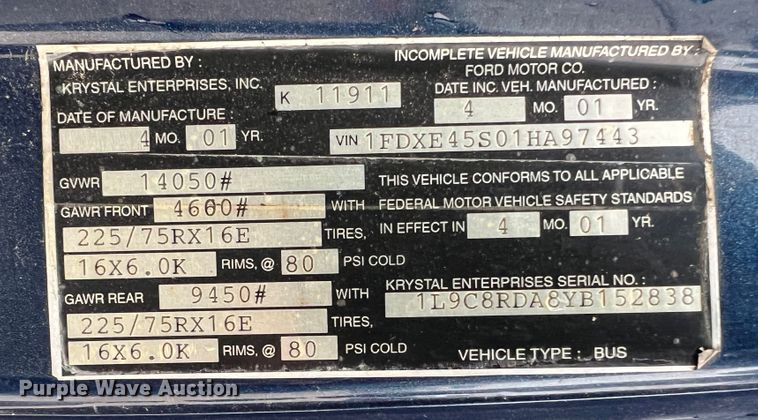 MANUFACTURED BY :
KRYSTAL ENTERPRISES, INC.
K 11911
DATE OF MANUFACTURE :
4 MO. 01 YR.
INCOMPLETE VEHICLE MANUFACTURED BY :
FORD MOTOR CO.
DATE INC. VEH. MANUFACTURED :
4 MO. 01 YR.
VIN 1FDXE45S01HA97443
GVWR 14050#
GAWR FRONT 4600# WITH
225/75RX16E TIRES,
16X6.0K RIMS, @ 80 PSI COLD
GAWR REAR 9450# WITH
225/75RX16E TIRES,
16X6.0K RIMS, @ 80 PSI COLD
THIS VEHICLE CONFORMS TO ALL APPLICABLE
FEDERAL MOTOR VEHICLE SAFETY STANDARDS
IN EFFECT IN 4 MO. 01 YR.
KRYSTAL ENTERPRISES SERIAL NO. :
1L9C8RDA8YB152838
VEHICLE TYPE : BUS
Purple Wave Auction